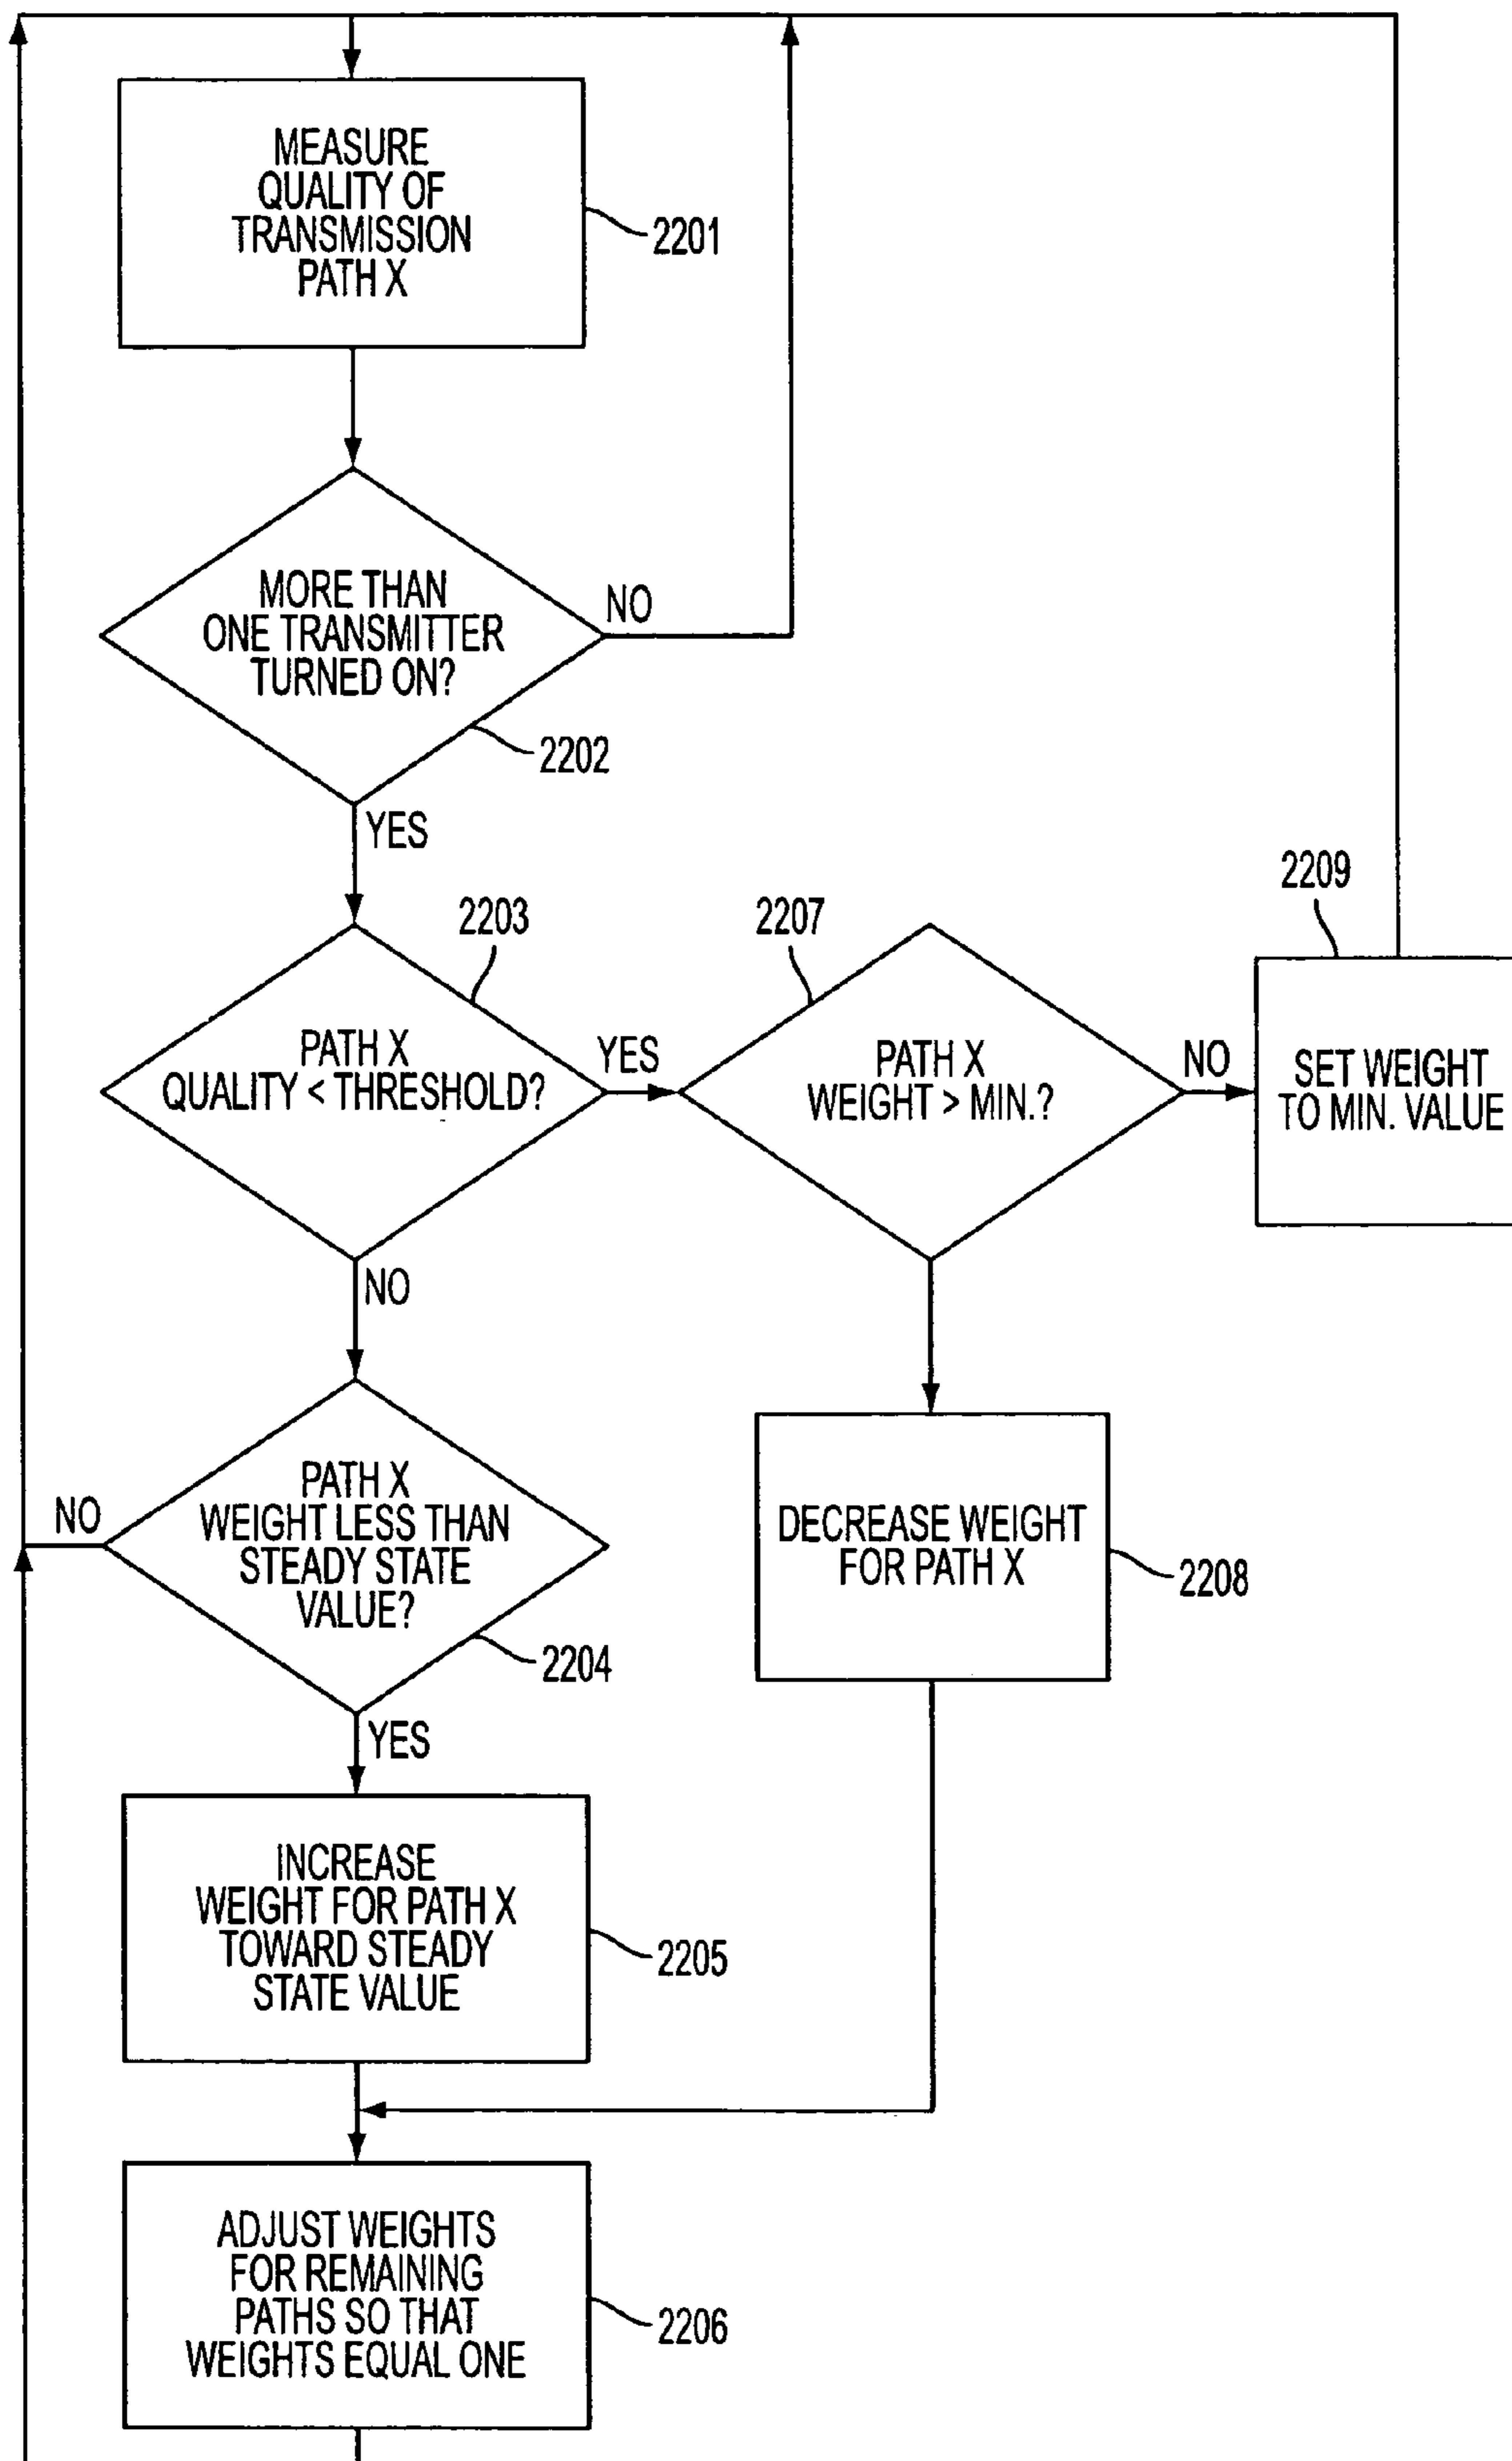 MEASURE
QUALITY OF
TRANSMISSION
PATH X
2201
MORE THAN
ONE TRANSMITTER
TURNED ON?
NO
2202
YES
2203
PATH X
QUALITY < THRESHOLD?
YES
2207
PATH X
WEIGHT > MIN.?
NO
2209
SET WEIGHT
TO MIN. VALUE
NO
PATH X
WEIGHT LESS THAN
STEADY STATE
VALUE?
NO
2204
YES
DECREASE WEIGHT
FOR PATH X
2208
INCREASE
WEIGHT FOR PATH X
TOWARD STEADY
STATE VALUE
2205
ADJUST WEIGHTS
FOR REMAINING
PATHS SO THAT
WEIGHTS EQUAL ONE
2206